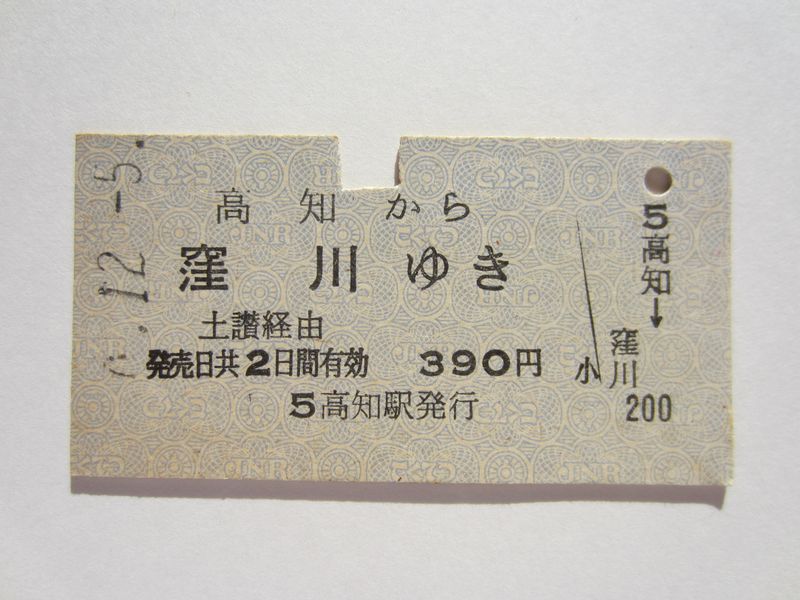 高知から
窪川ゆき
土讃経由
発売日共2日間有効 390円
5高知駅発行
5高知→
窪川
小
200
.12.-5.